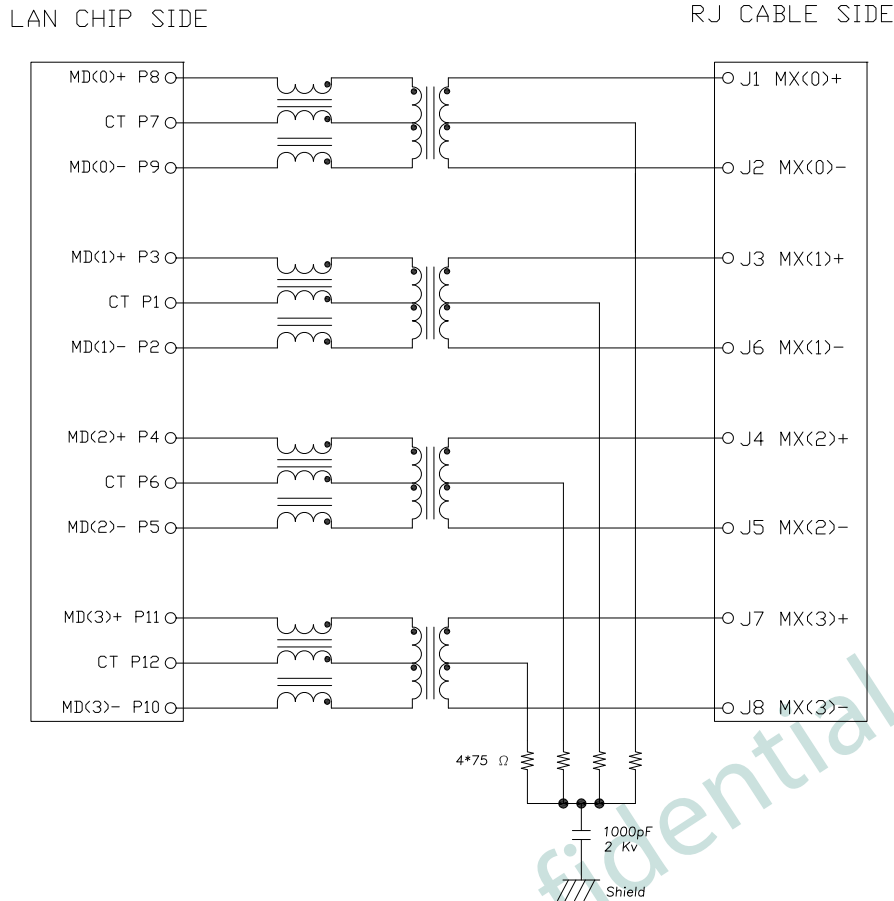 LAN CHIP SIDE
RJ CABLE SIDE
MD(0)+ P8
J1 MX(0)+
CT P7
MD(0)- P9
J2 MX(0)-
MD(1)+ P3
J3 MX(1)+
CT P1
MD(1)- P2
J6 MX(1)-
MD(2)+ P4
J4 MX(2)+
CT P6
MD(2)- P5
J5 MX(2)-
MD(3)+ P11
J7 MX(3)+
CT P12
MD(3)- P10
J8 MX(3)-
4*75 Ω
1000pF
2 Kv
Shield
fidential